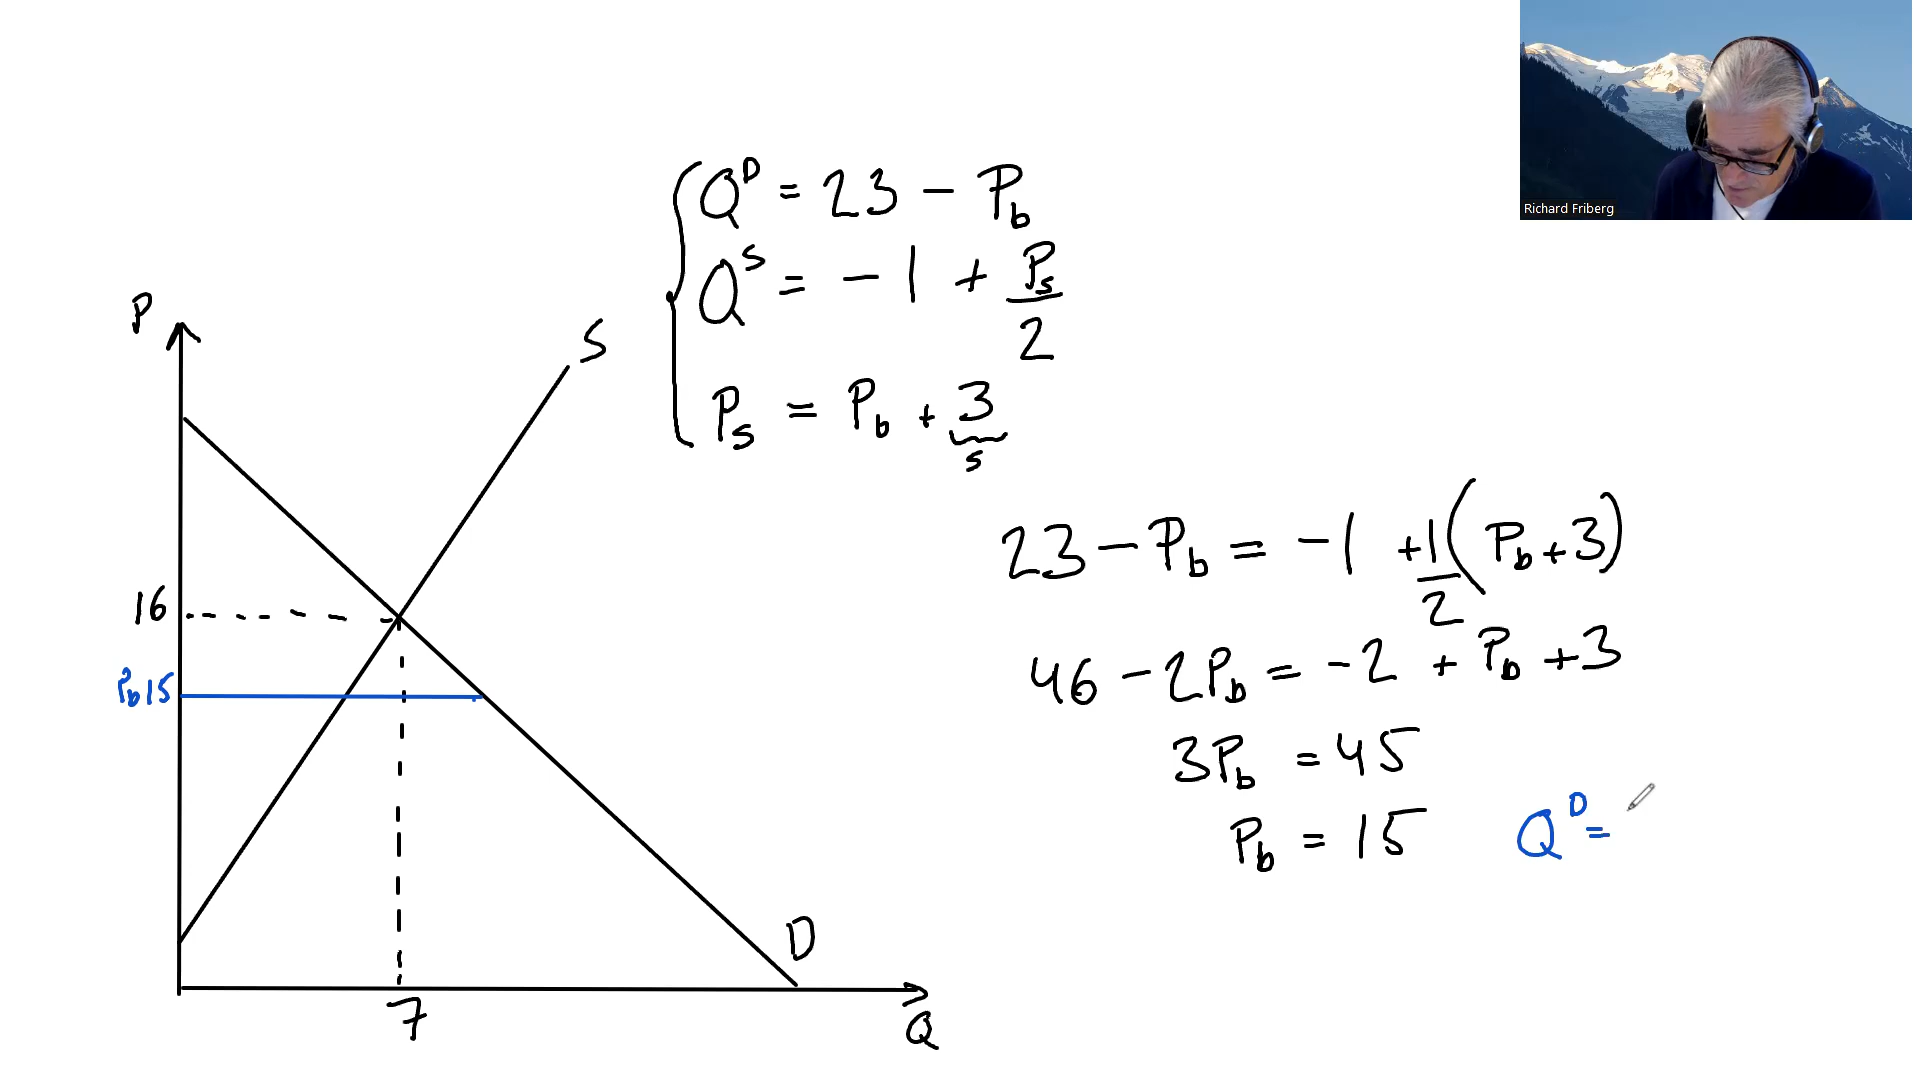 Richard Friberg
Q^D = 23 - P_b
Q^S = -1 + P_s/2
P_s = P_b + 3
s
P
S
23 - P_b = -1 + 1/2 (P_b + 3)
16
46 - 2P_b = -2 + P_b + 3
P_b 15
3P_b = 45
P_b = 15
Q^D =
D
7
Q